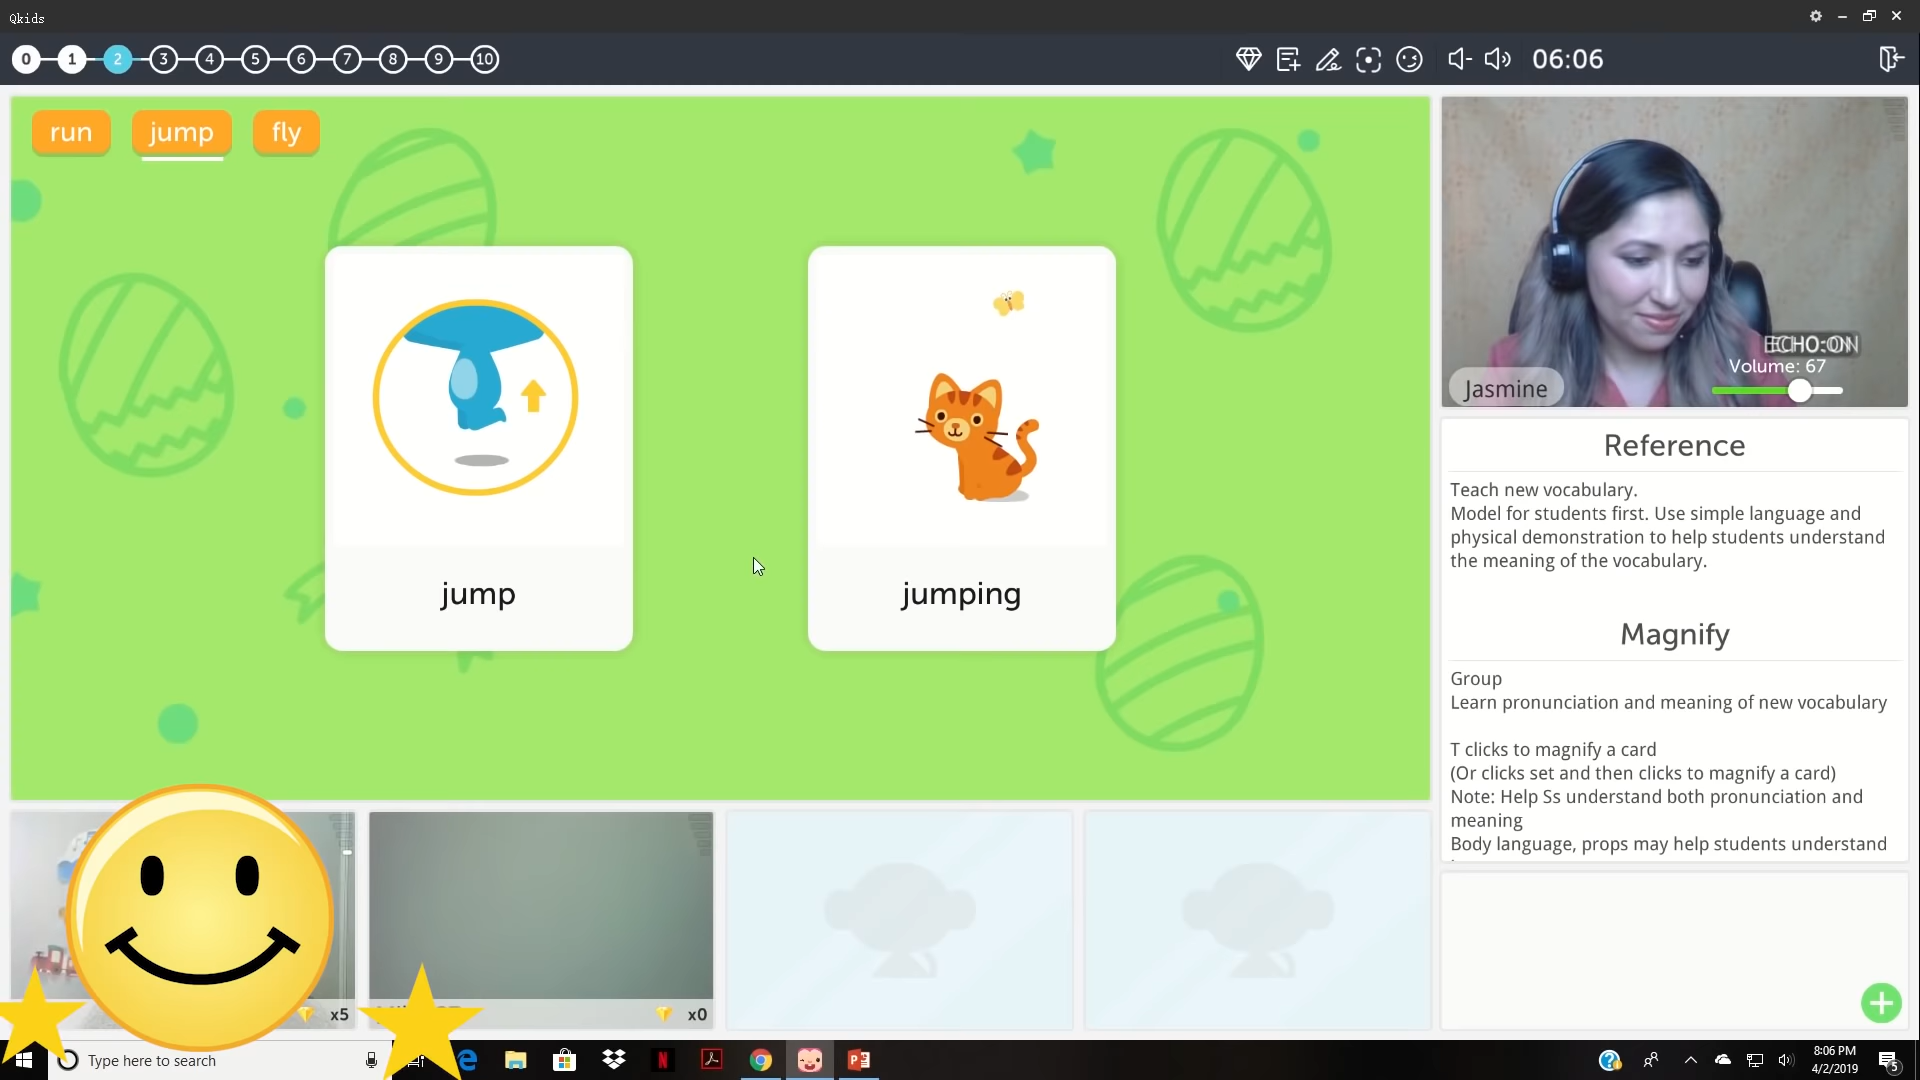 Qkids
0 1 2 3 4 5 6 7 8 9 10
06:06
run
jump
fly
jump
jumping
ECHO:ON
Volume: 67
Jasmine
Reference
Teach new vocabulary.
Model for students first. Use simple language and
physical demonstration to help students understand
the meaning of the vocabulary.
Magnify
Group
Learn pronunciation and meaning of new vocabulary
T clicks to magnify a card
(Or clicks set and then clicks to magnify a card)
Note: Help Ss understand both pronunciation and
meaning
Body language, props may help students understand
x5
x0
Type here to search
8:06 PM
4/2/2019
5